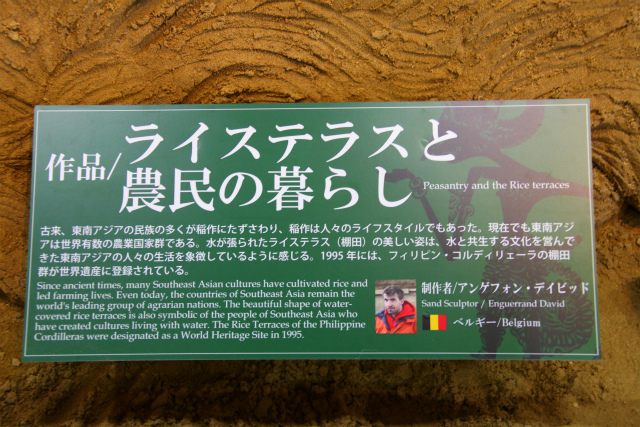 作品/ライステラスと
農民の暮らし
Peasantry and the Rice terraces
古来、東南アジアの民族の多くが稲作にたずさわり、稲作は人々のライフスタイルでもあった。現在でも東南アジ
アは世界有数の農業国家群である。水が張られたライステラス（棚田）の美しい姿は、水と共生する文化を営んで
きた東南アジアの人々の生活を象徴しているように感じる。1995年には、フィリピン・コルディリェーラの棚田
群が世界遺産に登録されている。
Since ancient times, many Southeast Asian cultures have cultivated rice and
led farming lives. Even today, the countries of Southeast Asia remain the
world's leading group of agrarian nations. The beautiful shape of water-
covered rice terraces is also symbolic of the people of Southeast Asia who
have created cultures living with water. The Rice Terraces of the Philippine
Cordilleras were designated as a World Heritage Site in 1995.
制作者/アンゲフォン・デイビッド
Sand Sculptor / Enguerrand David
ベルギー/Belgium